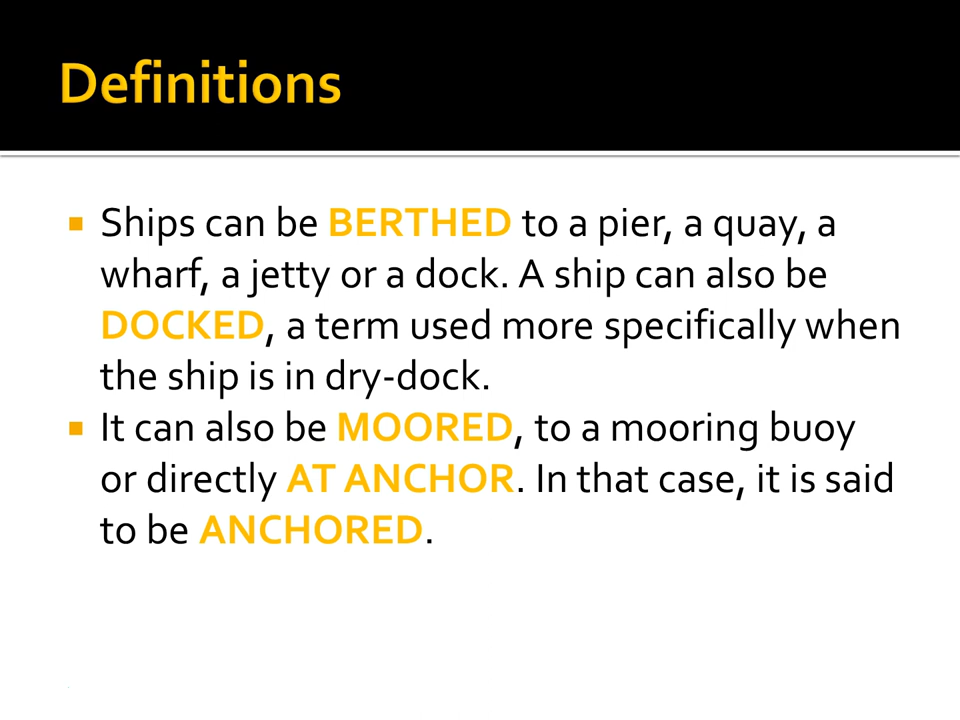 Definitions
▪ Ships can be BERTHED to a pier, a quay, a
wharf, a jetty or a dock. A ship can also be
DOCKED, a term used more specifically when
the ship is in dry-dock.
▪ It can also be MOORED, to a mooring buoy
or directly AT ANCHOR. In that case, it is said
to be ANCHORED.